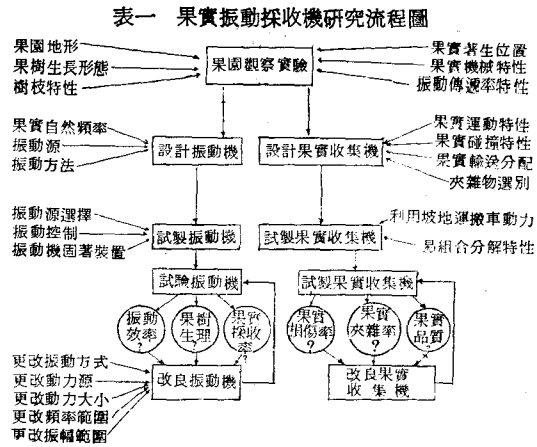 表一 果實振動採收機研究流程圖
果園地形
果樹生長形態
樹枝特性
果園觀察實驗
果實著生位置
果實機械特性
振動傳遞率特性
果實自然頻率
振動源
振動方法
設計振動機
設計果實收集機
果實運動特性
果實碰撞特性
果實輸送分配
夾雜物選別
振動源選擇
振動控制
振動機固著裝置
試製振動機
試製果實收集機
利用坡地運搬車動力
易組合分解特性
試驗振動機
試製果實收集機
振動
效率
?
果樹
生理
?
果實
採收
率?
果實
損傷率
?
果實
夾雜率
?
果實
品質
?
更改振動方式
更改動力源
更改動力大小
更改頻率範圍
更改振幅範圍
改良振動機
改良果實
收集機